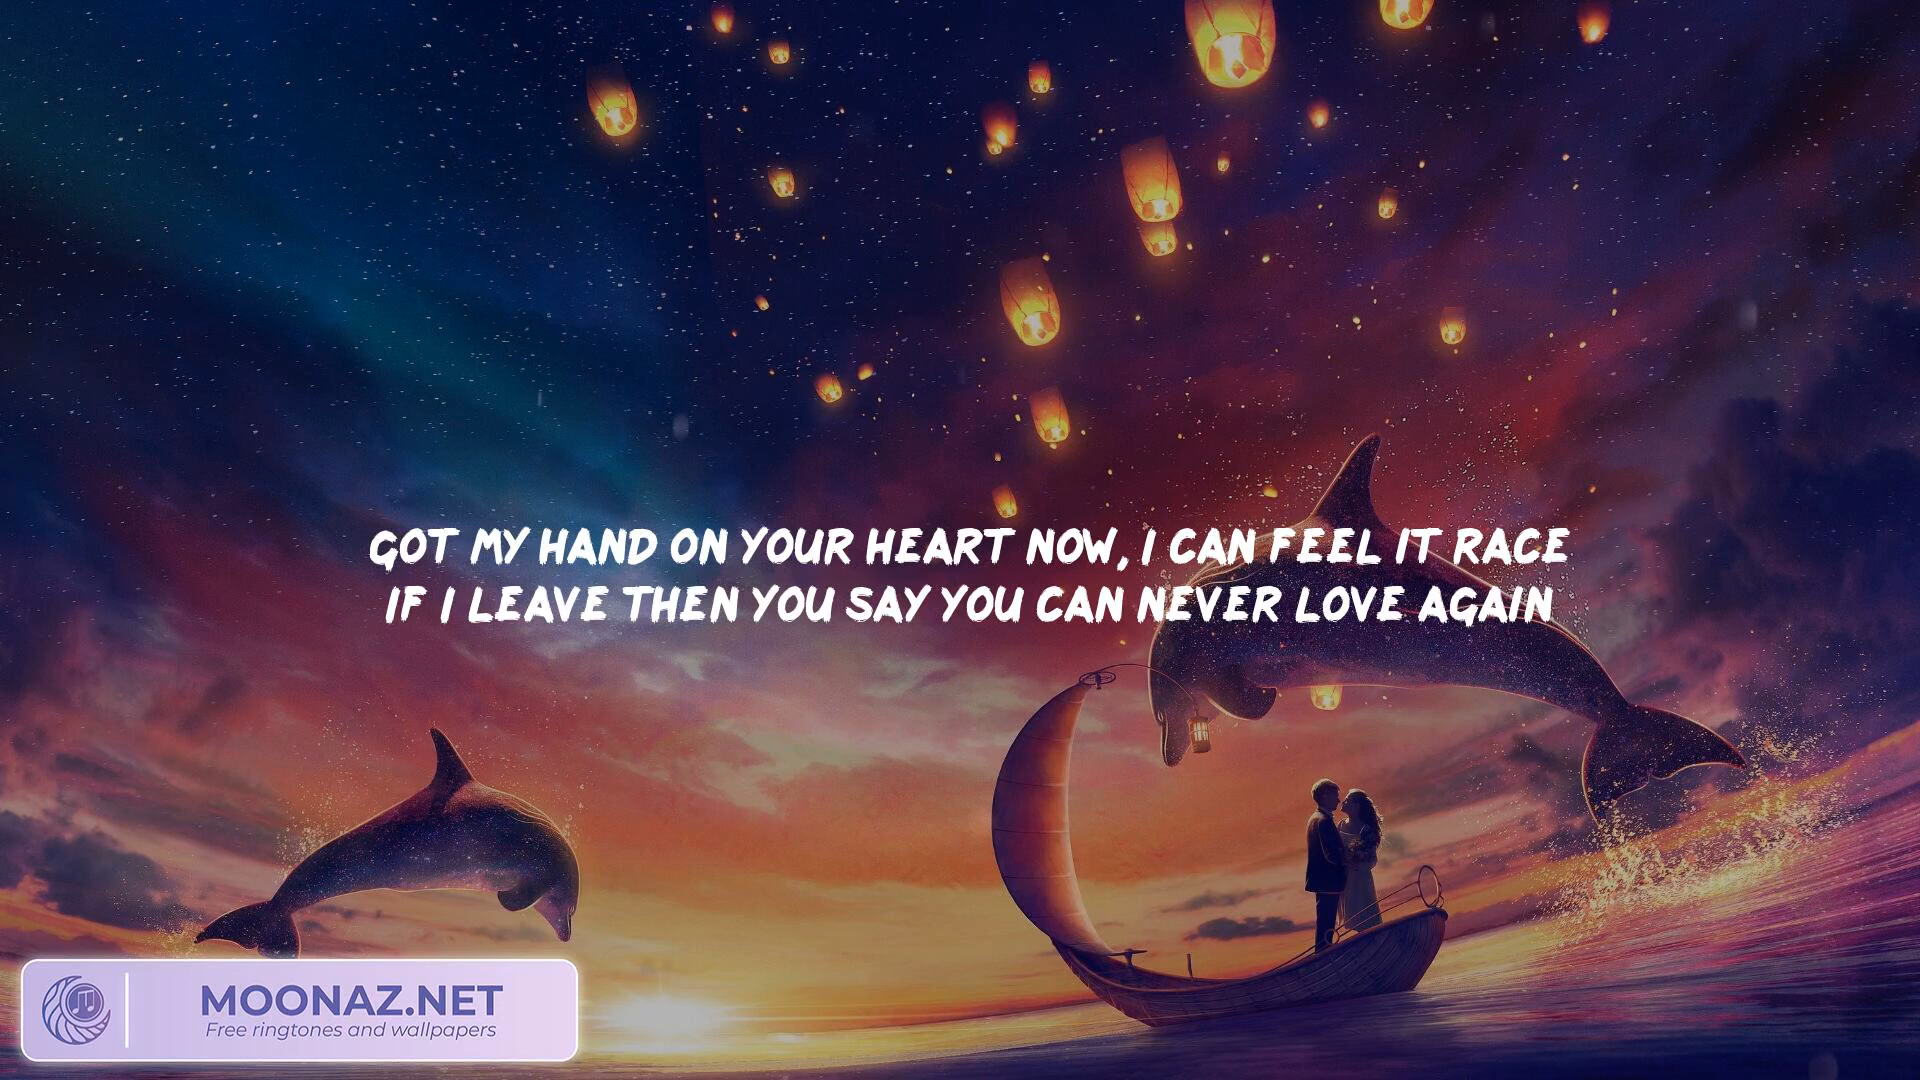 GOT MY HAND ON YOUR HEART NOW, I CAN FEEL IT RACE
IF I LEAVE THEN YOU SAY YOU CAN NEVER LOVE AGAIN
MOONAZ.NET
Free ringtones and wallpapers